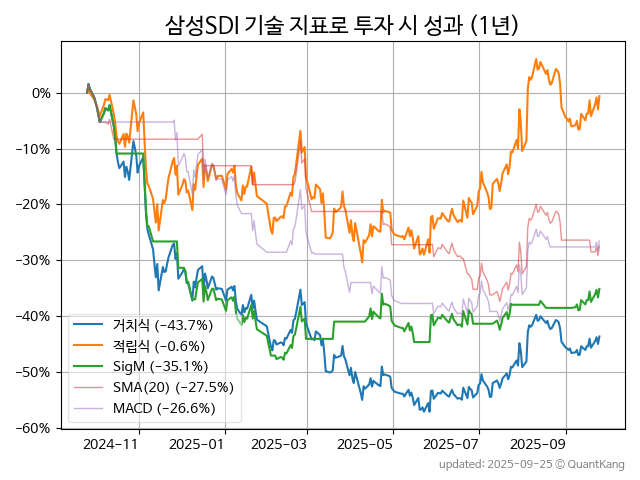 삼성SDI 기술 지표로 투자 시 성과 (1년)
0%
−10%
−20%
−30%
−40%
−50%
−60%
거치식 (−43.7%)
적립식 (−0.6%)
SigM (−35.1%)
SMA(20) (−27.5%)
MACD (−26.6%)
2024−11
2025−01
2025−03
2025−05
2025−07
2025−09
updated: 2025−09−25 © QuantKang